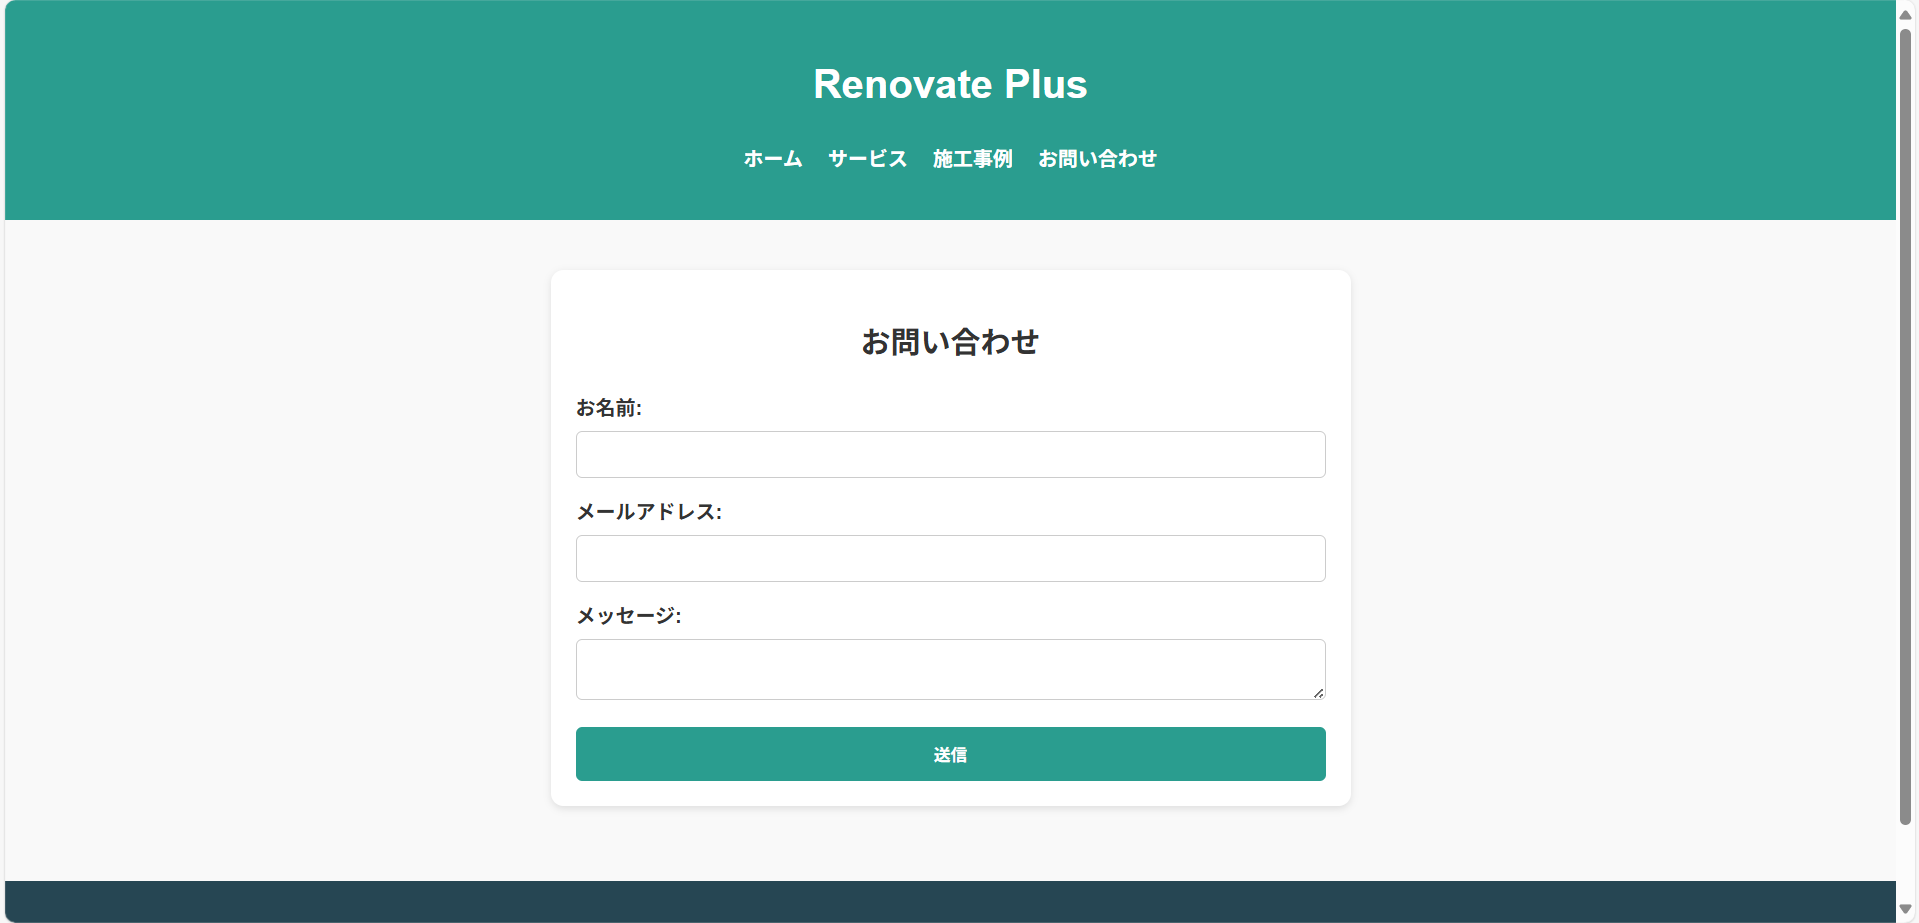 Renovate Plus
ホーム サービス 施工事例 お問い合わせ
お問い合わせ
お名前:
メールアドレス:
メッセージ:
送信